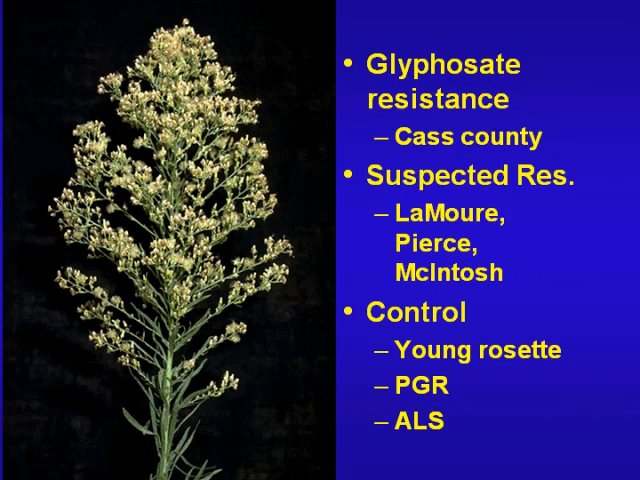 • Glyphosate
resistance
– Cass county
• Suspected Res.
– LaMoure,
Pierce,
McIntosh
• Control
– Young rosette
– PGR
– ALS